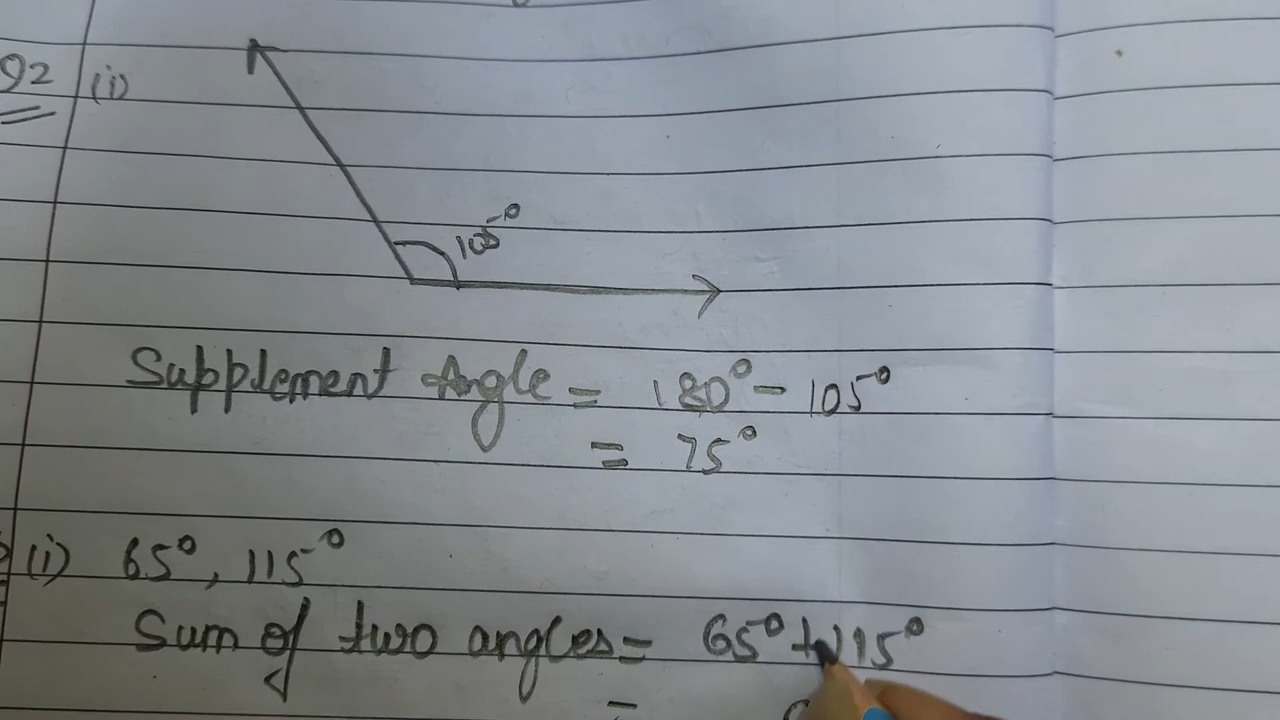 Q2 (i)
105°
Supplement Angle = 180° - 105°
= 75°
(i) 65°, 115°
Sum of two angles = 65° + 115°
=